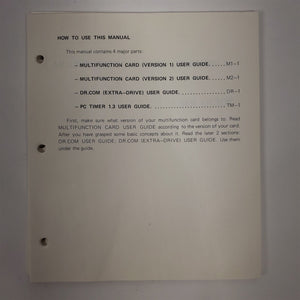 HOW TO USE THIS MANUAL
This manual contains 4 major parts:
– MULTIFUNCTION CARD (VERSION 1) USER GUIDE. . . . . . M1–1
– MULTIFUNCTION CARD (VERSION 2) USER GUIDE. . . . . . M2–1
– DR.COM (EXTRA–DRIVE) USER GUIDE. . . . . . . . . . . . . . DR–1
– PC TIMER 1.3 USER GUIDE. . . . . . . . . . . . . . . . . . . . TM–1
First, make sure what version of your multifunction card belongs to. Read
MULTIFUNCTION CARD USER GUIDE according to the version of your card.
After you have grasped some basic concepts about it. Read the later 2 sections:
DR.COM USER GUIDE; DR.COM (EXTRA–DRIVE) USER GUIDE. Use them
under the guide.